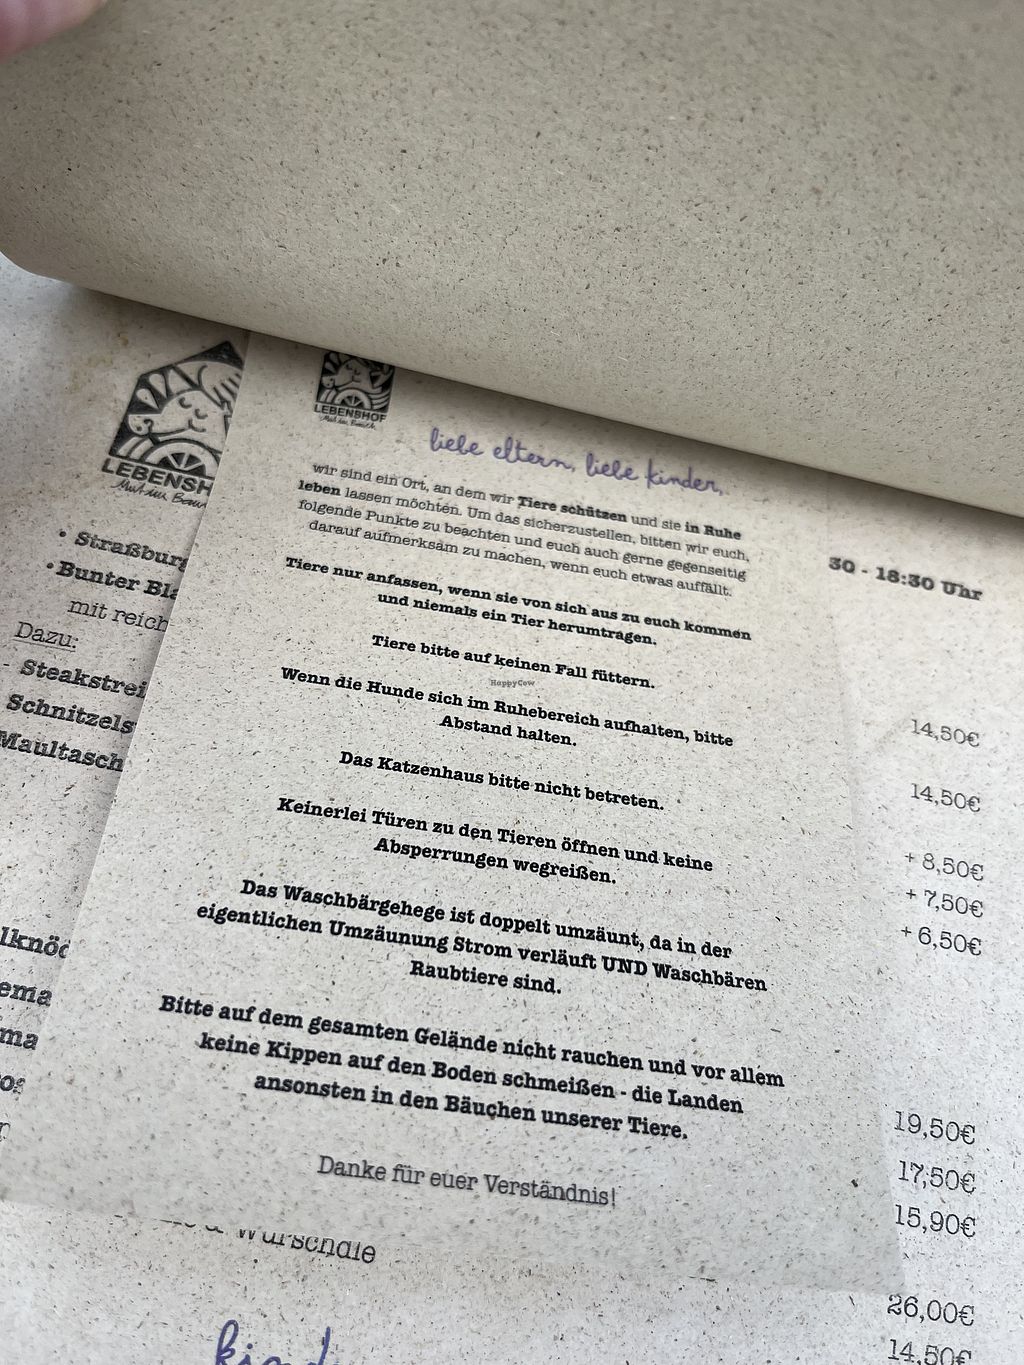 LEBENSHOF
liebe eltern, liebe kinder,
wir sind ein Ort, an dem wir Tiere schützen und sie in Ruhe
leben lassen möchten. Um das sicherzustellen, bitten wir euch,
folgende Punkte zu beachten und euch auch gerne gegenseitig
darauf aufmerksam zu machen, wenn euch etwas auffällt.
Tiere nur anfassen, wenn sie von sich aus zu euch kommen
und niemals ein Tier herumtragen.
Tiere bitte auf keinen Fall füttern.
HappyCow
Wenn die Hunde sich im Ruhebereich aufhalten, bitte
Abstand halten.
Das Katzenhaus bitte nicht betreten.
Keinerlei Türen zu den Tieren öffnen und keine
Absperrungen wegreißen.
Das Waschbärgehege ist doppelt umzäunt, da in der
eigentlichen Umzäunung Strom verläuft UND Waschbären
Raubtiere sind.
Bitte auf dem gesamten Gelände nicht rauchen und vor allem
keine Kippen auf den Boden schmeißen - die Landen
ansonsten in den Bäuchen unserer Tiere.
Danke für euer Verständnis!
LEBENSH
• Straßburg
• Bunter Bla
mit reich
Dazu:
- Steakstrei
Schnitzels
Maultasch
lknöd
ema
ma
Wurschdie
kind
30 - 18:30 Uhr
14,50€
14,50€
+ 8,50€
+ 7,50€
+ 6,50€
19,50€
17,50€
15,90€
26,00€
14,50€